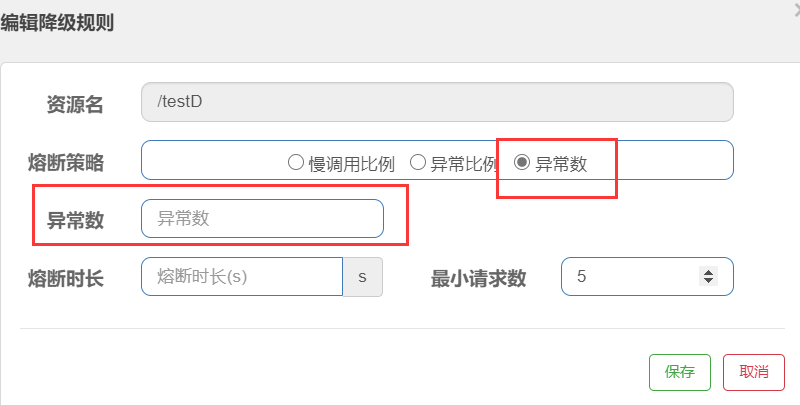 编辑降级规则
资源名 /testD
熔断策略 慢调用比例 异常比例 异常数
异常数 异常数
熔断时长 熔断时长(s) s 最小请求数 5
保存 取消